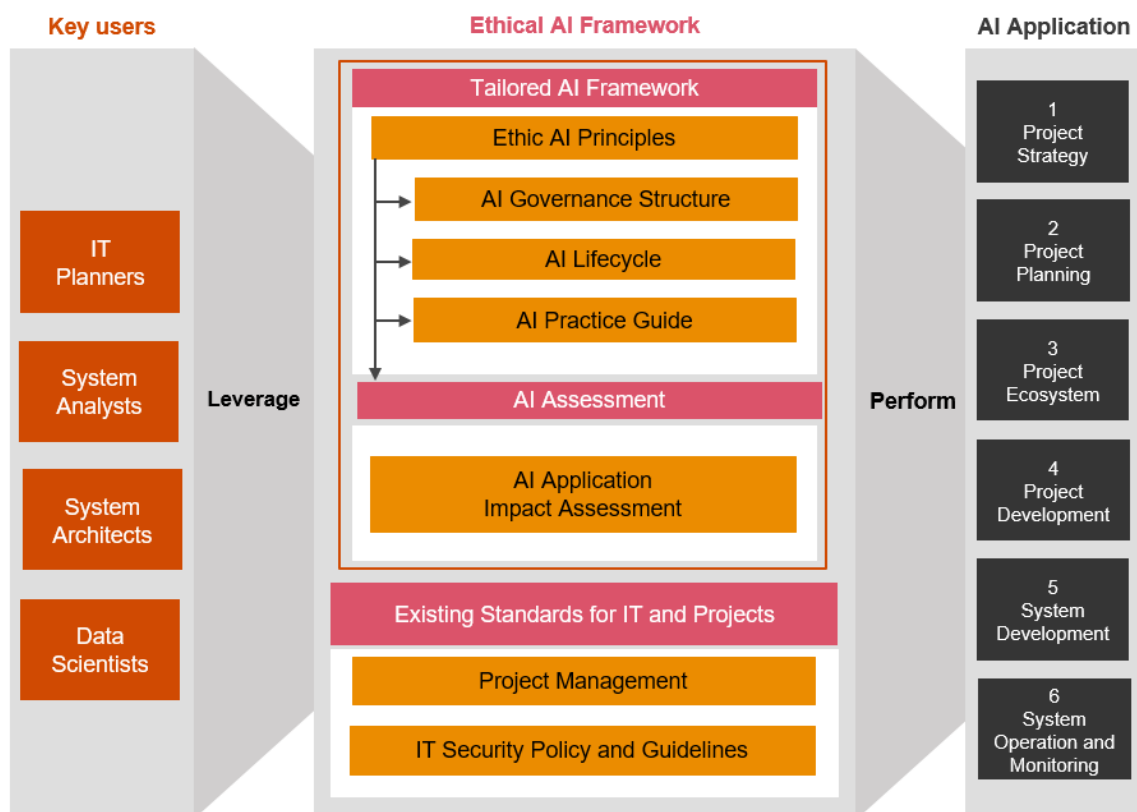 Key users
Ethical AI Framework
AI Application
IT
Planners
System
Analysts
System
Architects
Data
Scientists
Leverage
Tailored AI Framework
Ethic AI Principles
AI Governance Structure
AI Lifecycle
AI Practice Guide
AI Assessment
AI Application
Impact Assessment
Existing Standards for IT and Projects
Project Management
IT Security Policy and Guidelines
Perform
1
Project
Strategy
2
Project
Planning
3
Project
Ecosystem
4
Project
Development
5
System
Development
6
System
Operation and
Monitoring